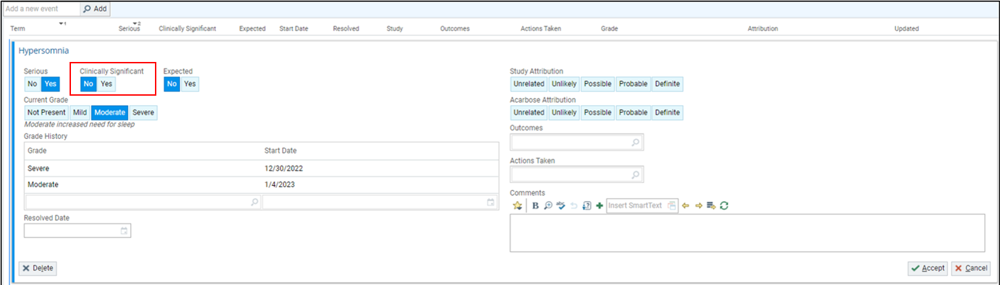 Add a new event Add
Term 1 Serious 2 Clinically Significant Expected Start Date Resolved Study Outcomes Actions Taken Grade Attribution Updated
Hypersomnia
Serious Clinically Significant Expected
No Yes No Yes No Yes
Current Grade
Not Present Mild Moderate Severe
Moderate increased need for sleep
Grade History
Grade Start Date
Severe 12/30/2022
Moderate 1/4/2023
Resolved Date
Study Attribution
Unrelated Unlikely Possible Probable Definite
Acarbose Attribution
Unrelated Unlikely Possible Probable Definite
Outcomes
Actions Taken
Comments
B Insert SmartText
Delete Accept Cancel